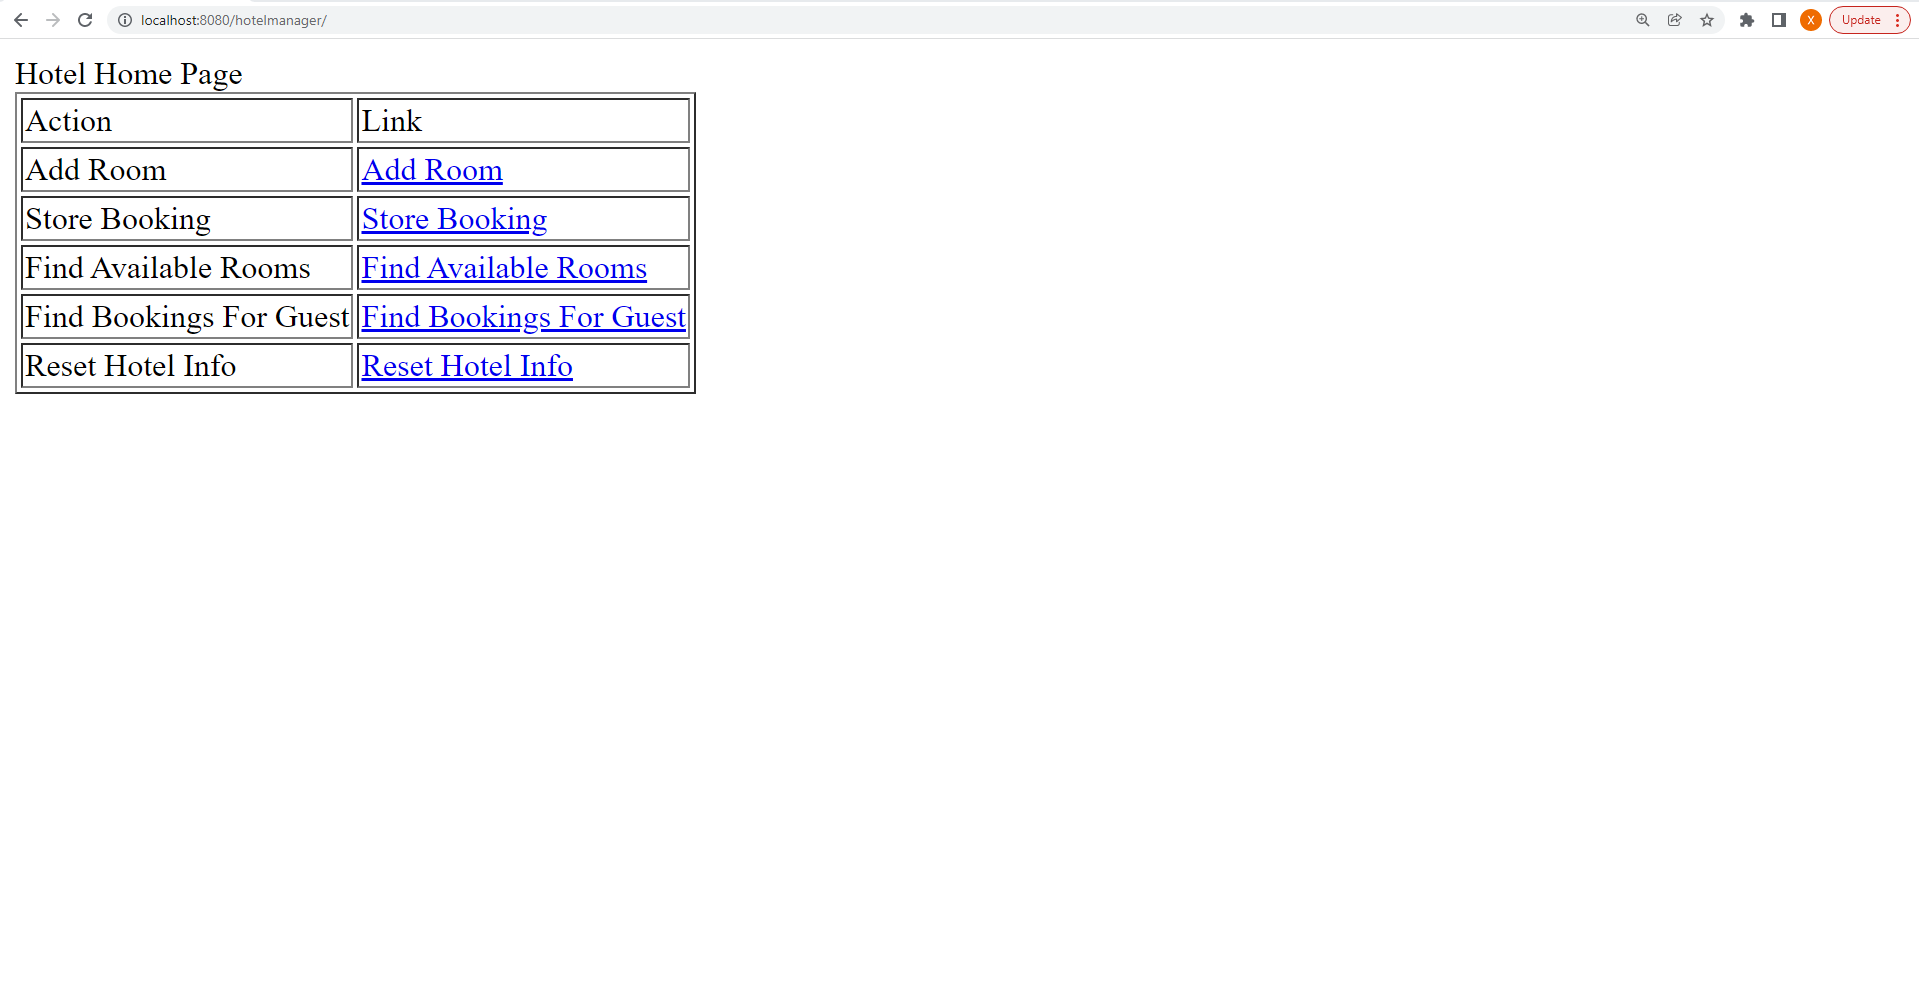 localhost:8080/hotelmanager/
X
Update
Hotel Home Page
Action Link
Add Room Add Room
Store Booking Store Booking
Find Available Rooms Find Available Rooms
Find Bookings For Guest Find Bookings For Guest
Reset Hotel Info Reset Hotel Info